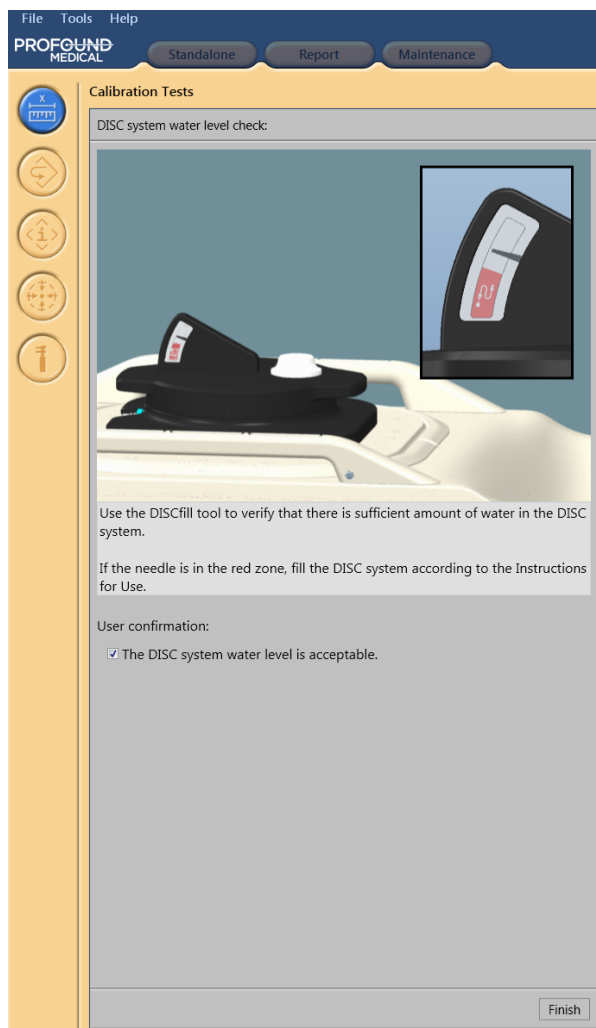 File Tools Help
PROFOUND
MEDICAL
Standalone Report Maintenance
X
i
Calibration Tests
DISC system water level check:
Use the DISCfill tool to verify that there is sufficient amount of water in the DISC
system.
If the needle is in the red zone, fill the DISC system according to the Instructions
for Use.
User confirmation:
The DISC system water level is acceptable.
Finish